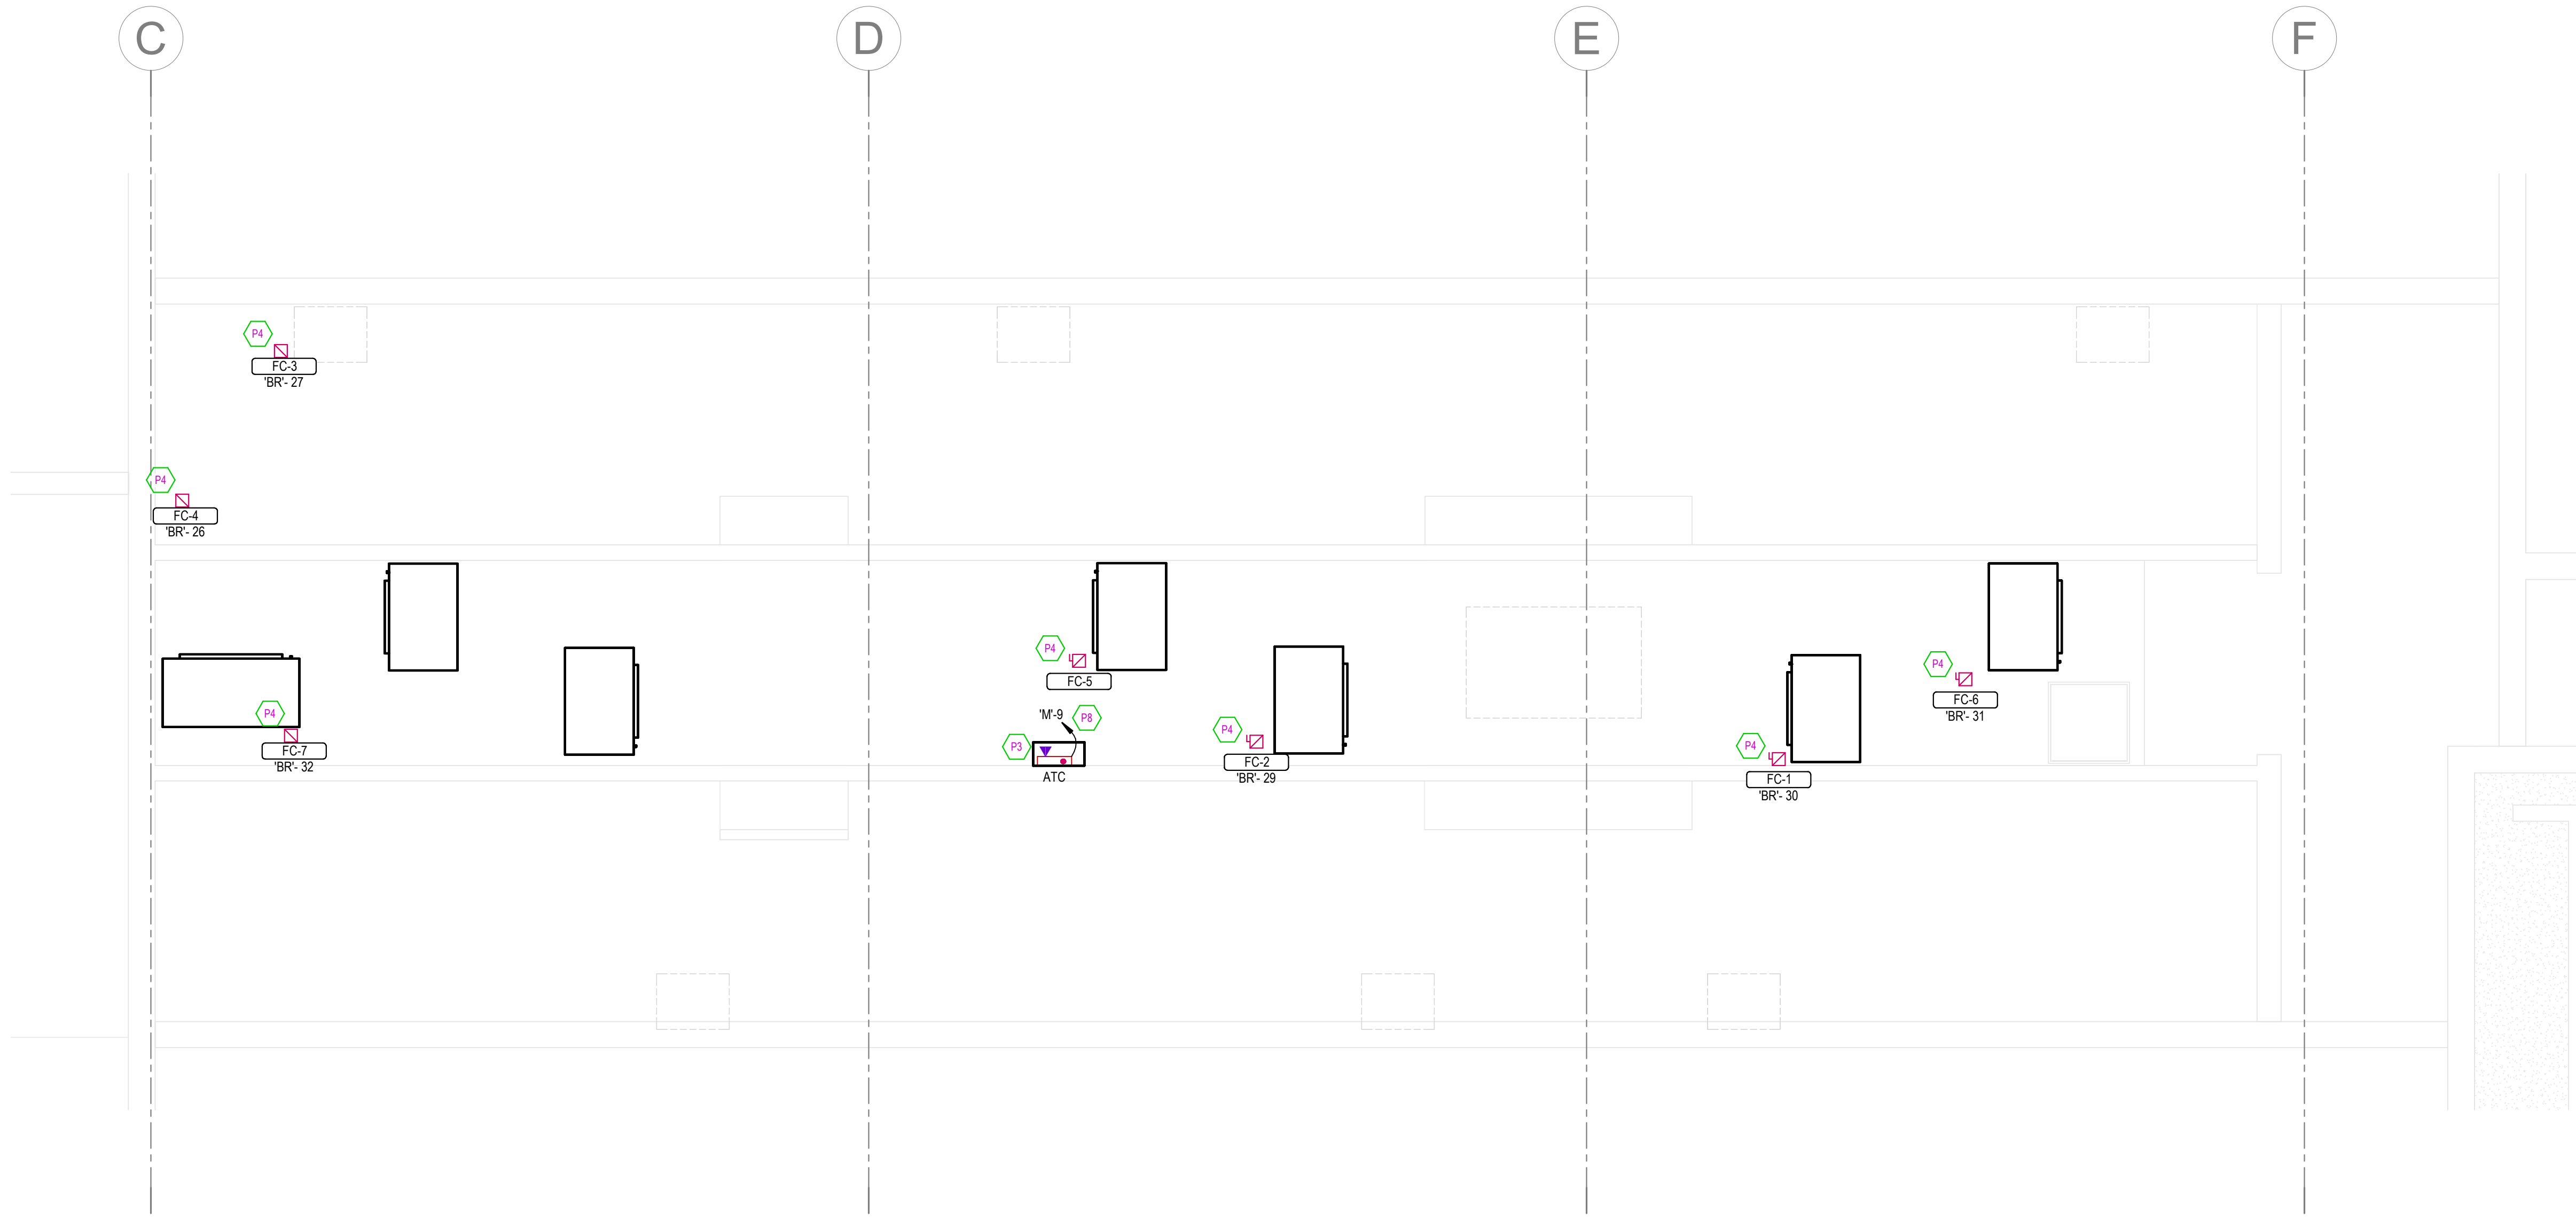 C
D
E
F
P4
FC-3
'BR'- 27
P4
FC-4
'BR'- 26
P4
FC-7
'BR'- 32
P4
FC-5
'M'-9
P8
P3
ATC
P4
FC-2
'BR'- 29
P4
FC-1
'BR'- 30
P4
FC-6
'BR'- 31